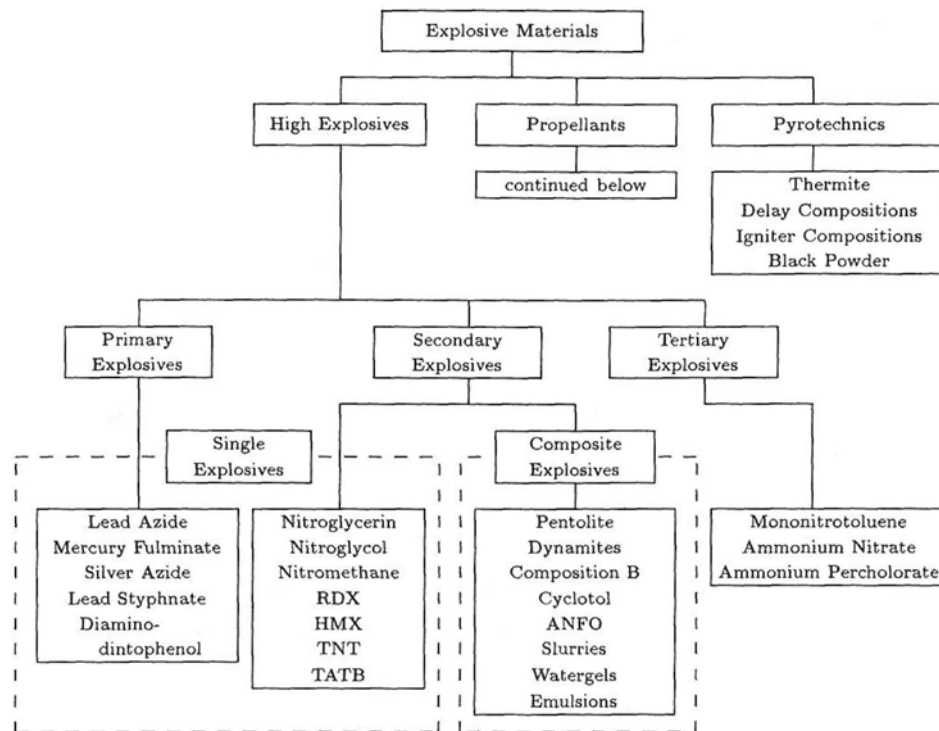 Explosive Materials
High Explosives
Propellants
Pyrotechnics
continued below
Thermite
Delay Compositions
Igniter Compositions
Black Powder
Primary
Explosives
Secondary
Explosives
Tertiary
Explosives
Single
Explosives
Composite
Explosives
Lead Azide
Mercury Fulminate
Silver Azide
Lead Styphnate
Diamino-
dintophenol
Nitroglycerin
Nitroglycol
Nitromethane
RDX
HMX
TNT
TATB
Pentolite
Dynamites
Composition B
Cyclotol
ANFO
Slurries
Watergels
Emulsions
Mononitrotoluene
Ammonium Nitrate
Ammonium Percholorate